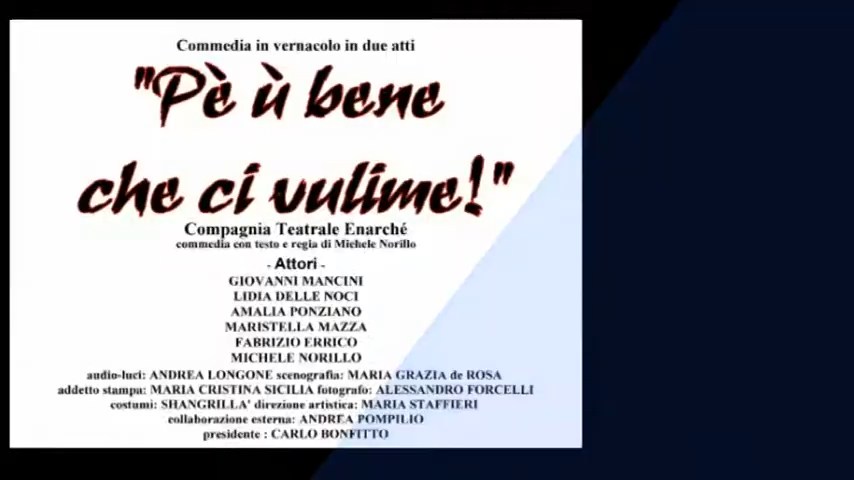 Commedia in vernacolo in due atti
"Pè ù bene
che ci vulime!"
Compagnia Teatrale Enarché
commedia con testo e regia di Michele Norillo
- Attori -
GIOVANNI MANCINI
LIDIA DELLE NOCI
AMALIA PONZIANO
MARISTELLA MAZZA
FABRIZIO ERRICO
MICHELE NORILLO
audio-luci: ANDREA LONGONE scenografia: MARIA GRAZIA de ROSA
addetto stampa: MARIA CRISTINA SICILIA fotografo: ALESSANDRO FORCELLI
costumi: SHANGRILLA' direzione artistica: MARIA STAFFIERI
collaborazione esterna: ANDREA POMPILIO
presidente : CARLO BONFITTO